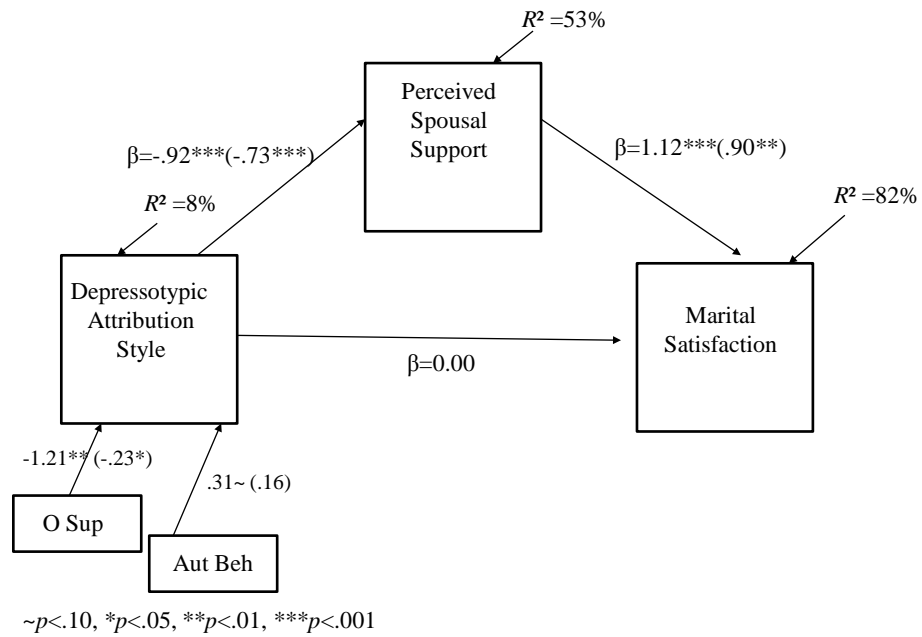 R² =53%
Perceived
Spousal
Support
β=-.92***(-.73***)
β=1.12***(.90**)
R² =8%
R² =82%
Depressotypic
Attribution
Style
Marital
Satisfaction
β=0.00
-1.21** (-.23*)
.31~ (.16)
O Sup
Aut Beh
~p<.10, *p<.05, **p<.01, ***p<.001